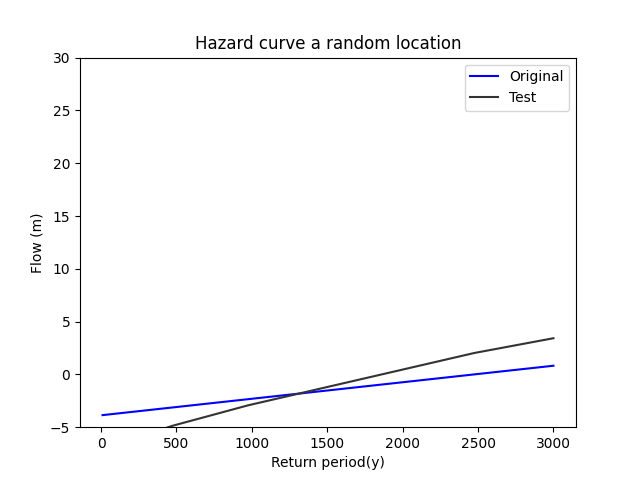 Hazard curve a random location
Original
Test
30
25
20
15
10
5
0
−5
Flow (m)
0 500 1000 1500 2000 2500 3000
Return period(y)